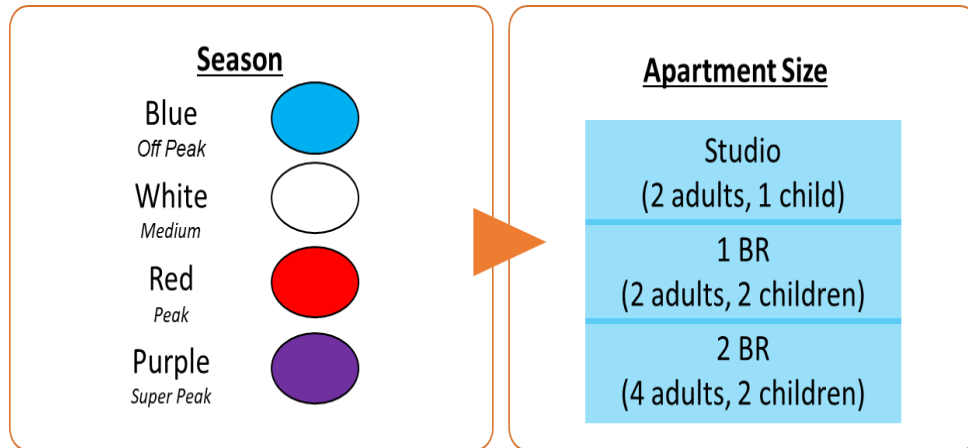 Season
Blue
Off Peak
White
Medium
Red
Peak
Purple
Super Peak
Apartment Size
Studio
(2 adults, 1 child)
1 BR
(2 adults, 2 children)
2 BR
(4 adults, 2 children)